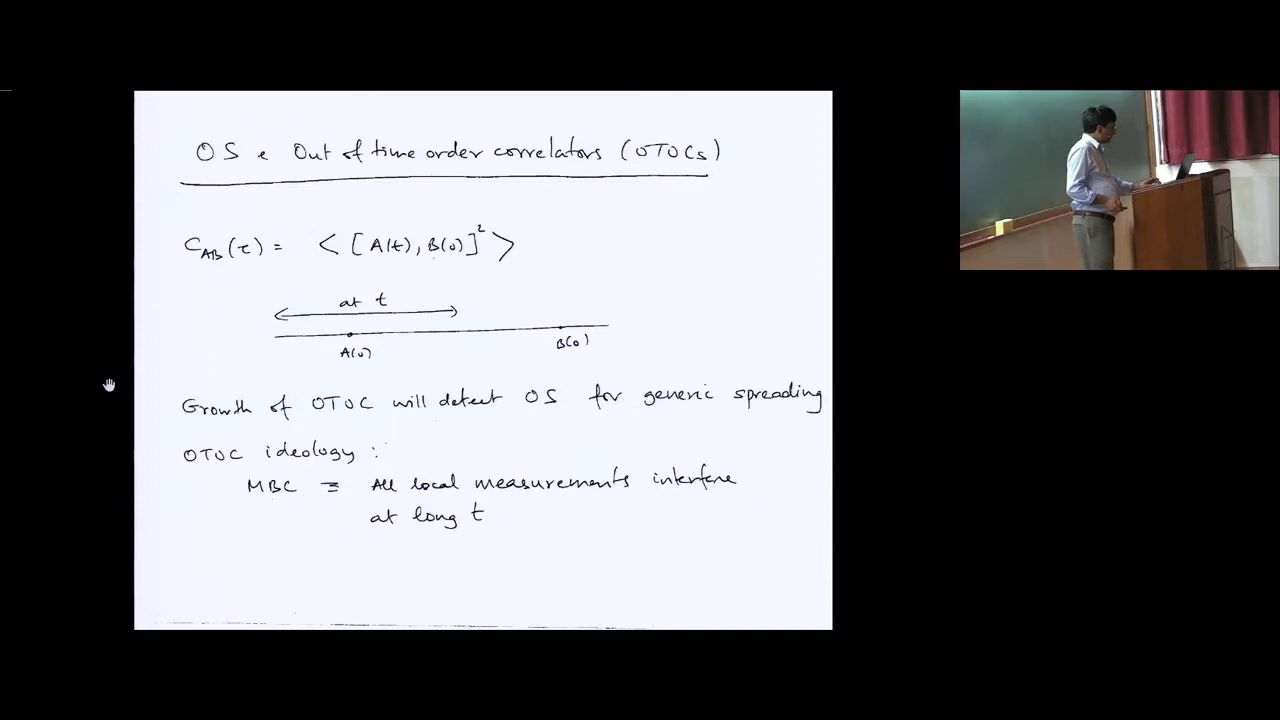 OS & Out of time order correlators (OTOCs)
C_AB (τ) = < [A(t), B(0)]² >
at t
A(0)
B(0)
Growth of OTOC will detect OS for generic spreading
OTOC ideology :
MBC ≡ All local measurements interfere
at long t